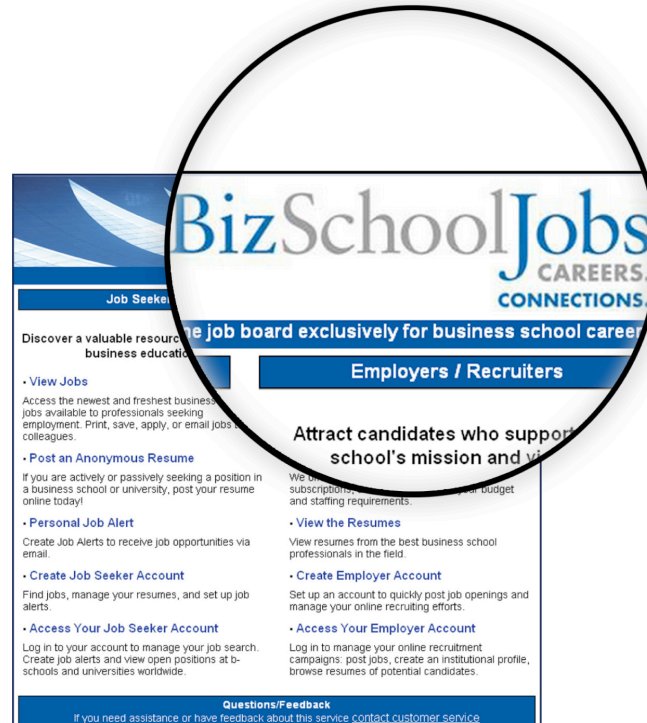 BizSchoolJobs
CAREERS.
CONNECTIONS.
e job board exclusively for business school career
Job Seeke
Discover a valuable resourc
business educatio
• View Jobs
Access the newest and freshest business
jobs available to professionals seeking
employment. Print, save, apply, or email jobs t
colleagues.
• Post an Anonymous Resume
If you are actively or passively seeking a position in
a business school or university, post your resume
online today!
• Personal Job Alert
Create Job Alerts to receive job opportunities via
email.
• Create Job Seeker Account
Find jobs, manage your resumes, and set up job
alerts.
• Access Your Job Seeker Account
Log in to your account to manage your job search.
Create job alerts and view open positions at b-
schools and universities worldwide.
Employers / Recruiters
Attract candidates who support
school's mission and vi
We
subscriptions, budget
and staffing requirements.
• View the Resumes
View resumes from the best business school
professionals in the field.
• Create Employer Account
Set up an account to quickly post job openings and
manage your online recruiting efforts.
• Access Your Employer Account
Log in to manage your online recruitment
campaigns: post jobs, create an institutional profile,
browse resumes of potential candidates.
Questions/Feedback
If you need assistance or have feedback about this service contact customer service